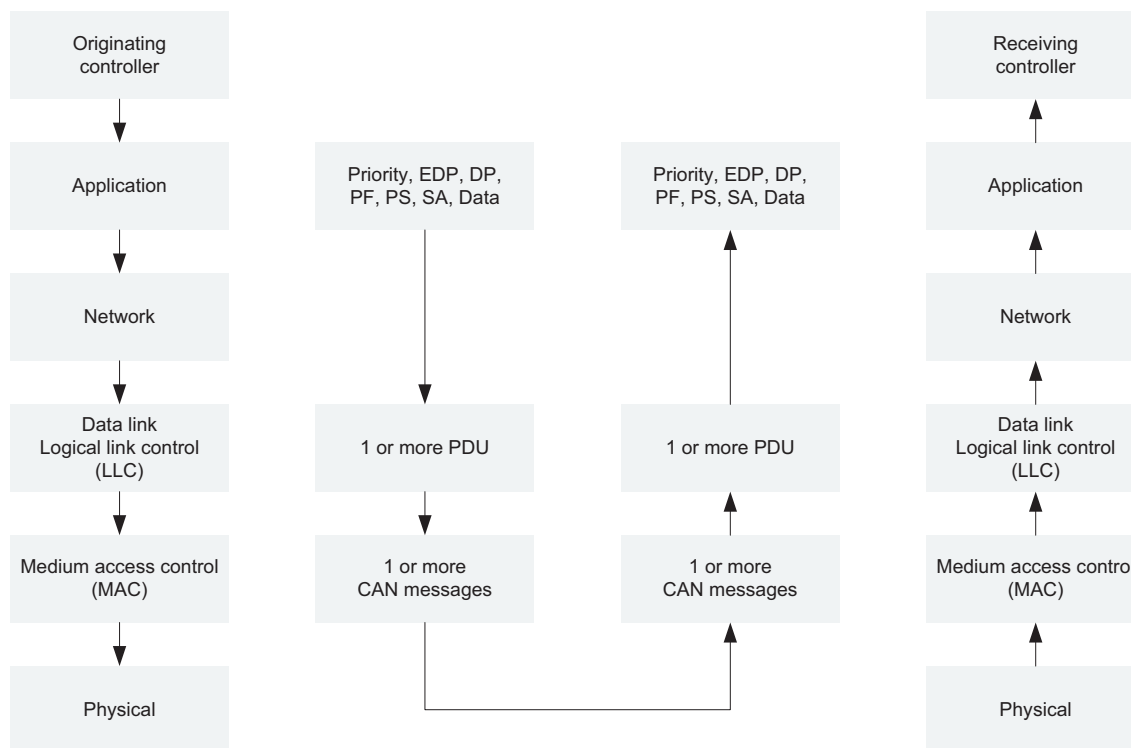 Originating
controller
Application
Network
Data link
Logical link control
(LLC)
Medium access control
(MAC)
Physical
Priority, EDP, DP,
PF, PS, SA, Data
1 or more PDU
1 or more
CAN messages
Priority, EDP, DP,
PF, PS, SA, Data
1 or more PDU
1 or more
CAN messages
Receiving
controller
Application
Network
Data link
Logical link control
(LLC)
Medium access control
(MAC)
Physical